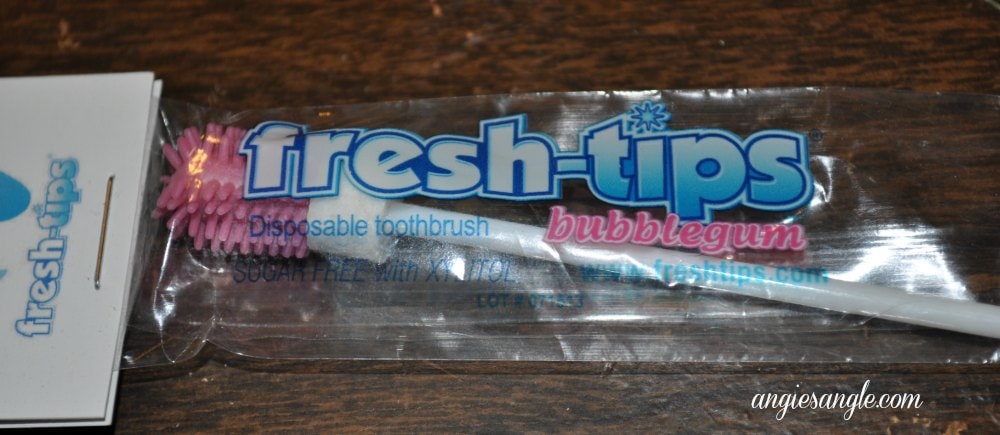 fresh-tips®
Disposable toothbrush
bubblegum
SUGAR FREE with XYLITOL
www.freshtips.com
LOT #
fresh-tips
angiesangle.com